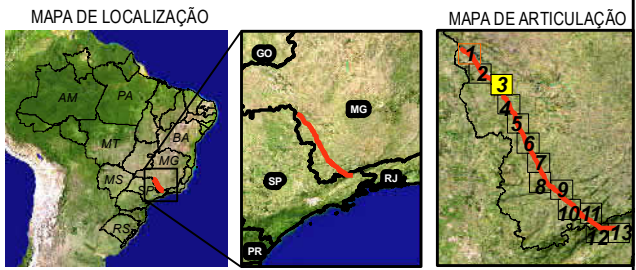 MAPA DE LOCALIZAÇÃO
AM
PA
MT
BA
MG
MS
SP
RS
GO
MG
SP
RJ
PR
MAPA DE ARTICULAÇÃO
1
2
3
4
5
6
7
8
9
10
11
12
13